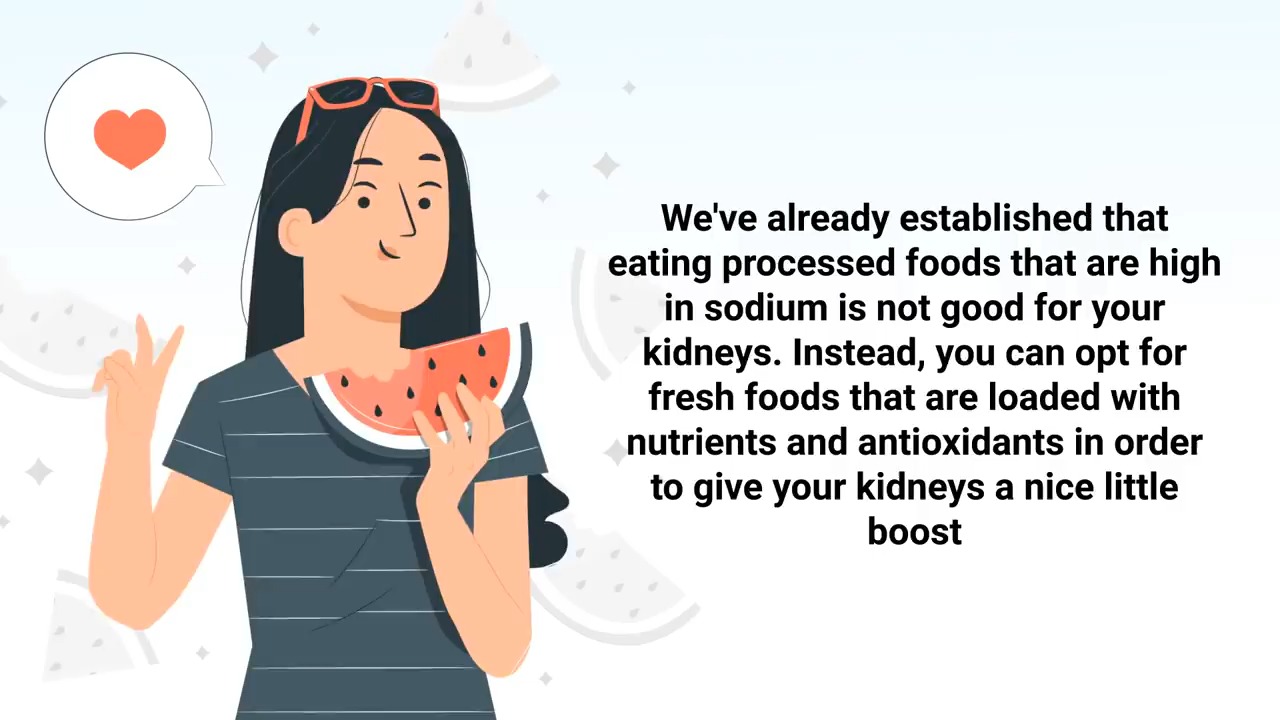 We've already established that
eating processed foods that are high
in sodium is not good for your
kidneys. Instead, you can opt for
fresh foods that are loaded with
nutrients and antioxidants in order
to give your kidneys a nice little
boost